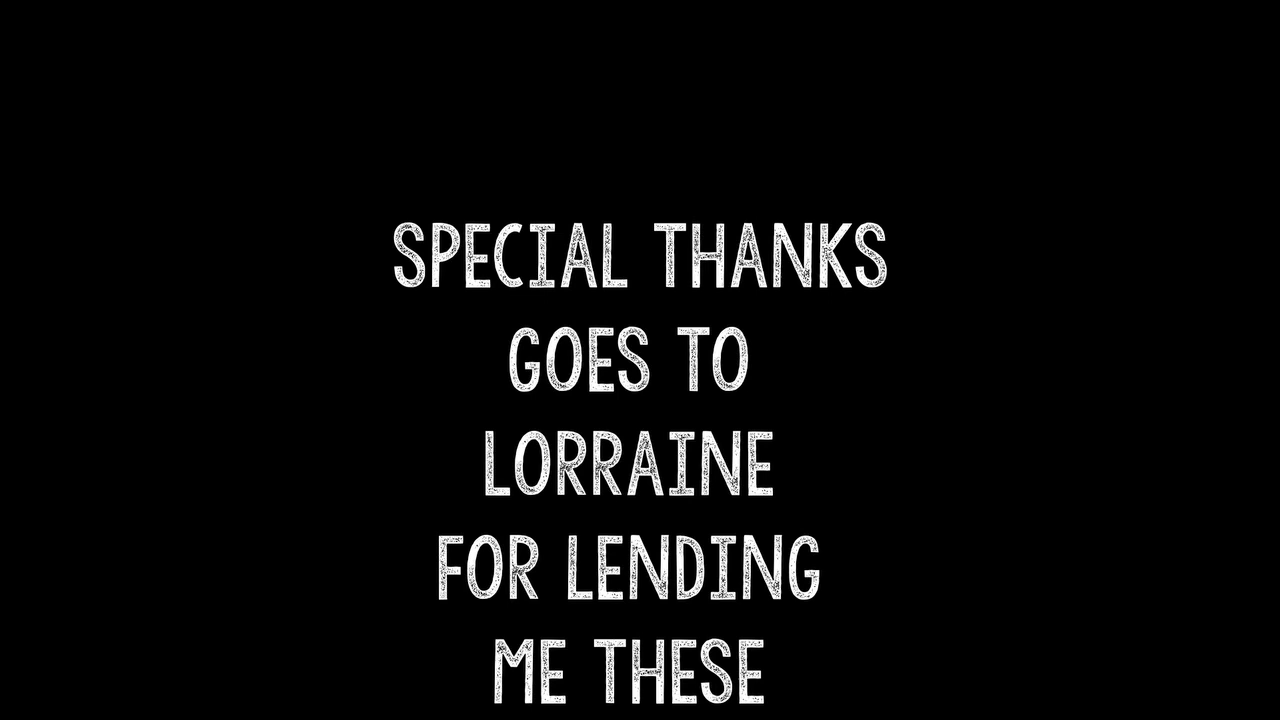 SPECIAL THANKS
GOES TO
LORRAINE
FOR LENDING
ME THESE